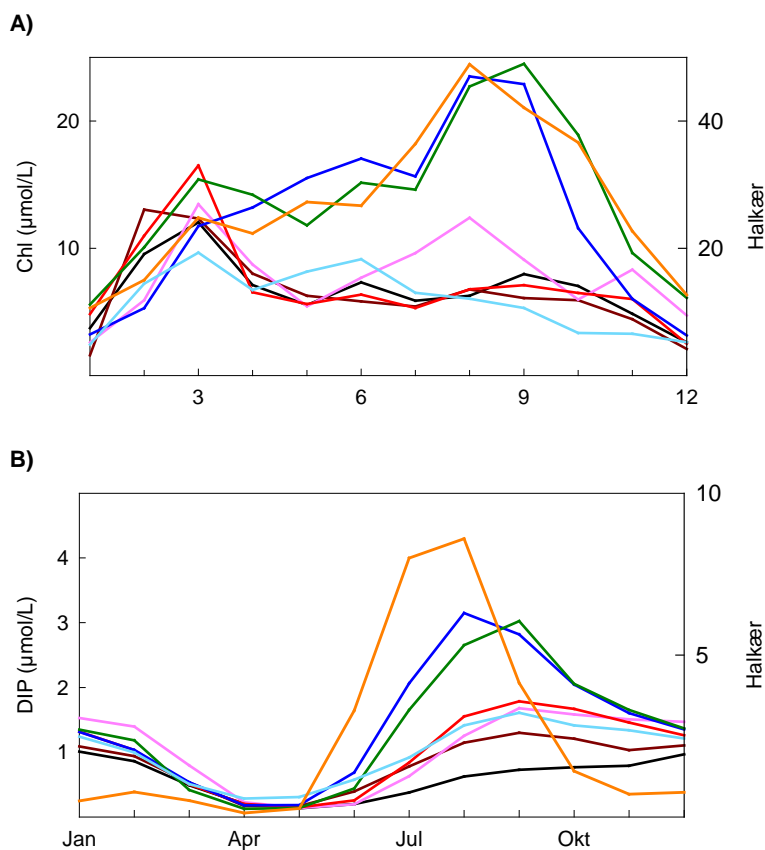 A)
20
10
Chl (µmol/L)
40
20
Halkær
3
6
9
12
B)
4
3
2
1
DIP (µmol/L)
10
5
Halkær
Jan
Apr
Jul
Okt